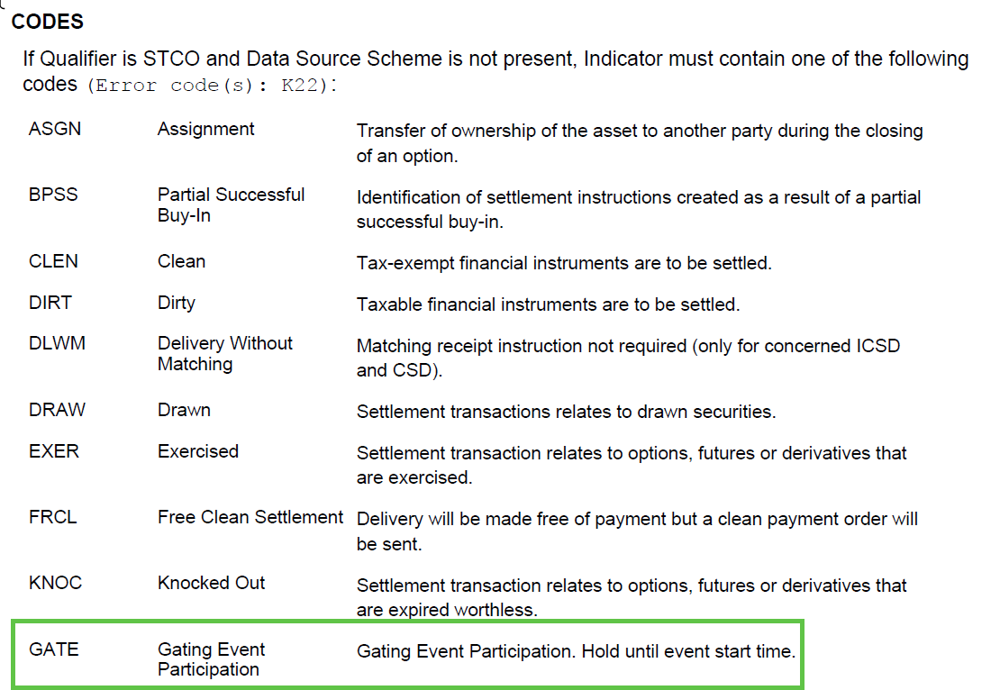 CODES
If Qualifier is STCO and Data Source Scheme is not present, Indicator must contain one of the following
codes (Error code(s): K22):
ASGN Assignment Transfer of ownership of the asset to another party during the closing
of an option.
BPSS Partial Successful Identification of settlement instructions created as a result of a partial
Buy-In successful buy-in.
CLEN Clean Tax-exempt financial instruments are to be settled.
DIRT Dirty Taxable financial instruments are to be settled.
DLWM Delivery Without Matching receipt instruction not required (only for concerned ICSD
Matching and CSD).
DRAW Drawn Settlement transactions relates to drawn securities.
EXER Exercised Settlement transaction relates to options, futures or derivatives that
are exercised.
FRCL Free Clean Settlement Delivery will be made free of payment but a clean payment order will
be sent.
KNOC Knocked Out Settlement transaction relates to options, futures or derivatives that
are expired worthless.
GATE Gating Event Gating Event Participation. Hold until event start time.
Participation